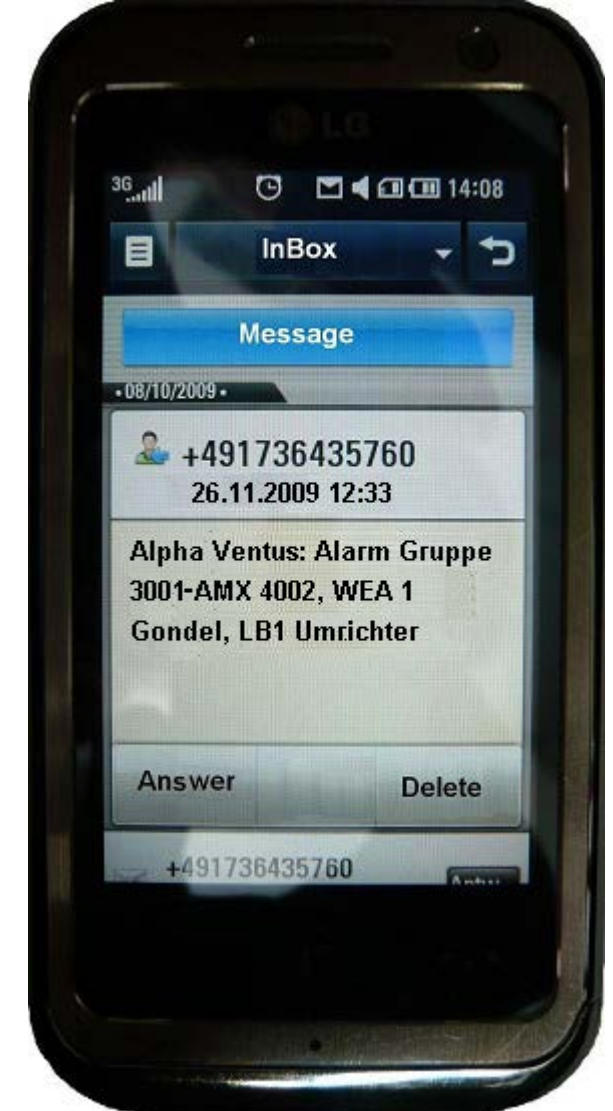 LG
3G
14:08
InBox
Message
08/10/2009
+491736435760
26.11.2009 12:33
Alpha Ventus: Alarm Gruppe
3001-AMX 4002, WEA 1
Gondel, LB1 Umrichter
Answer
Delete
+491736435760